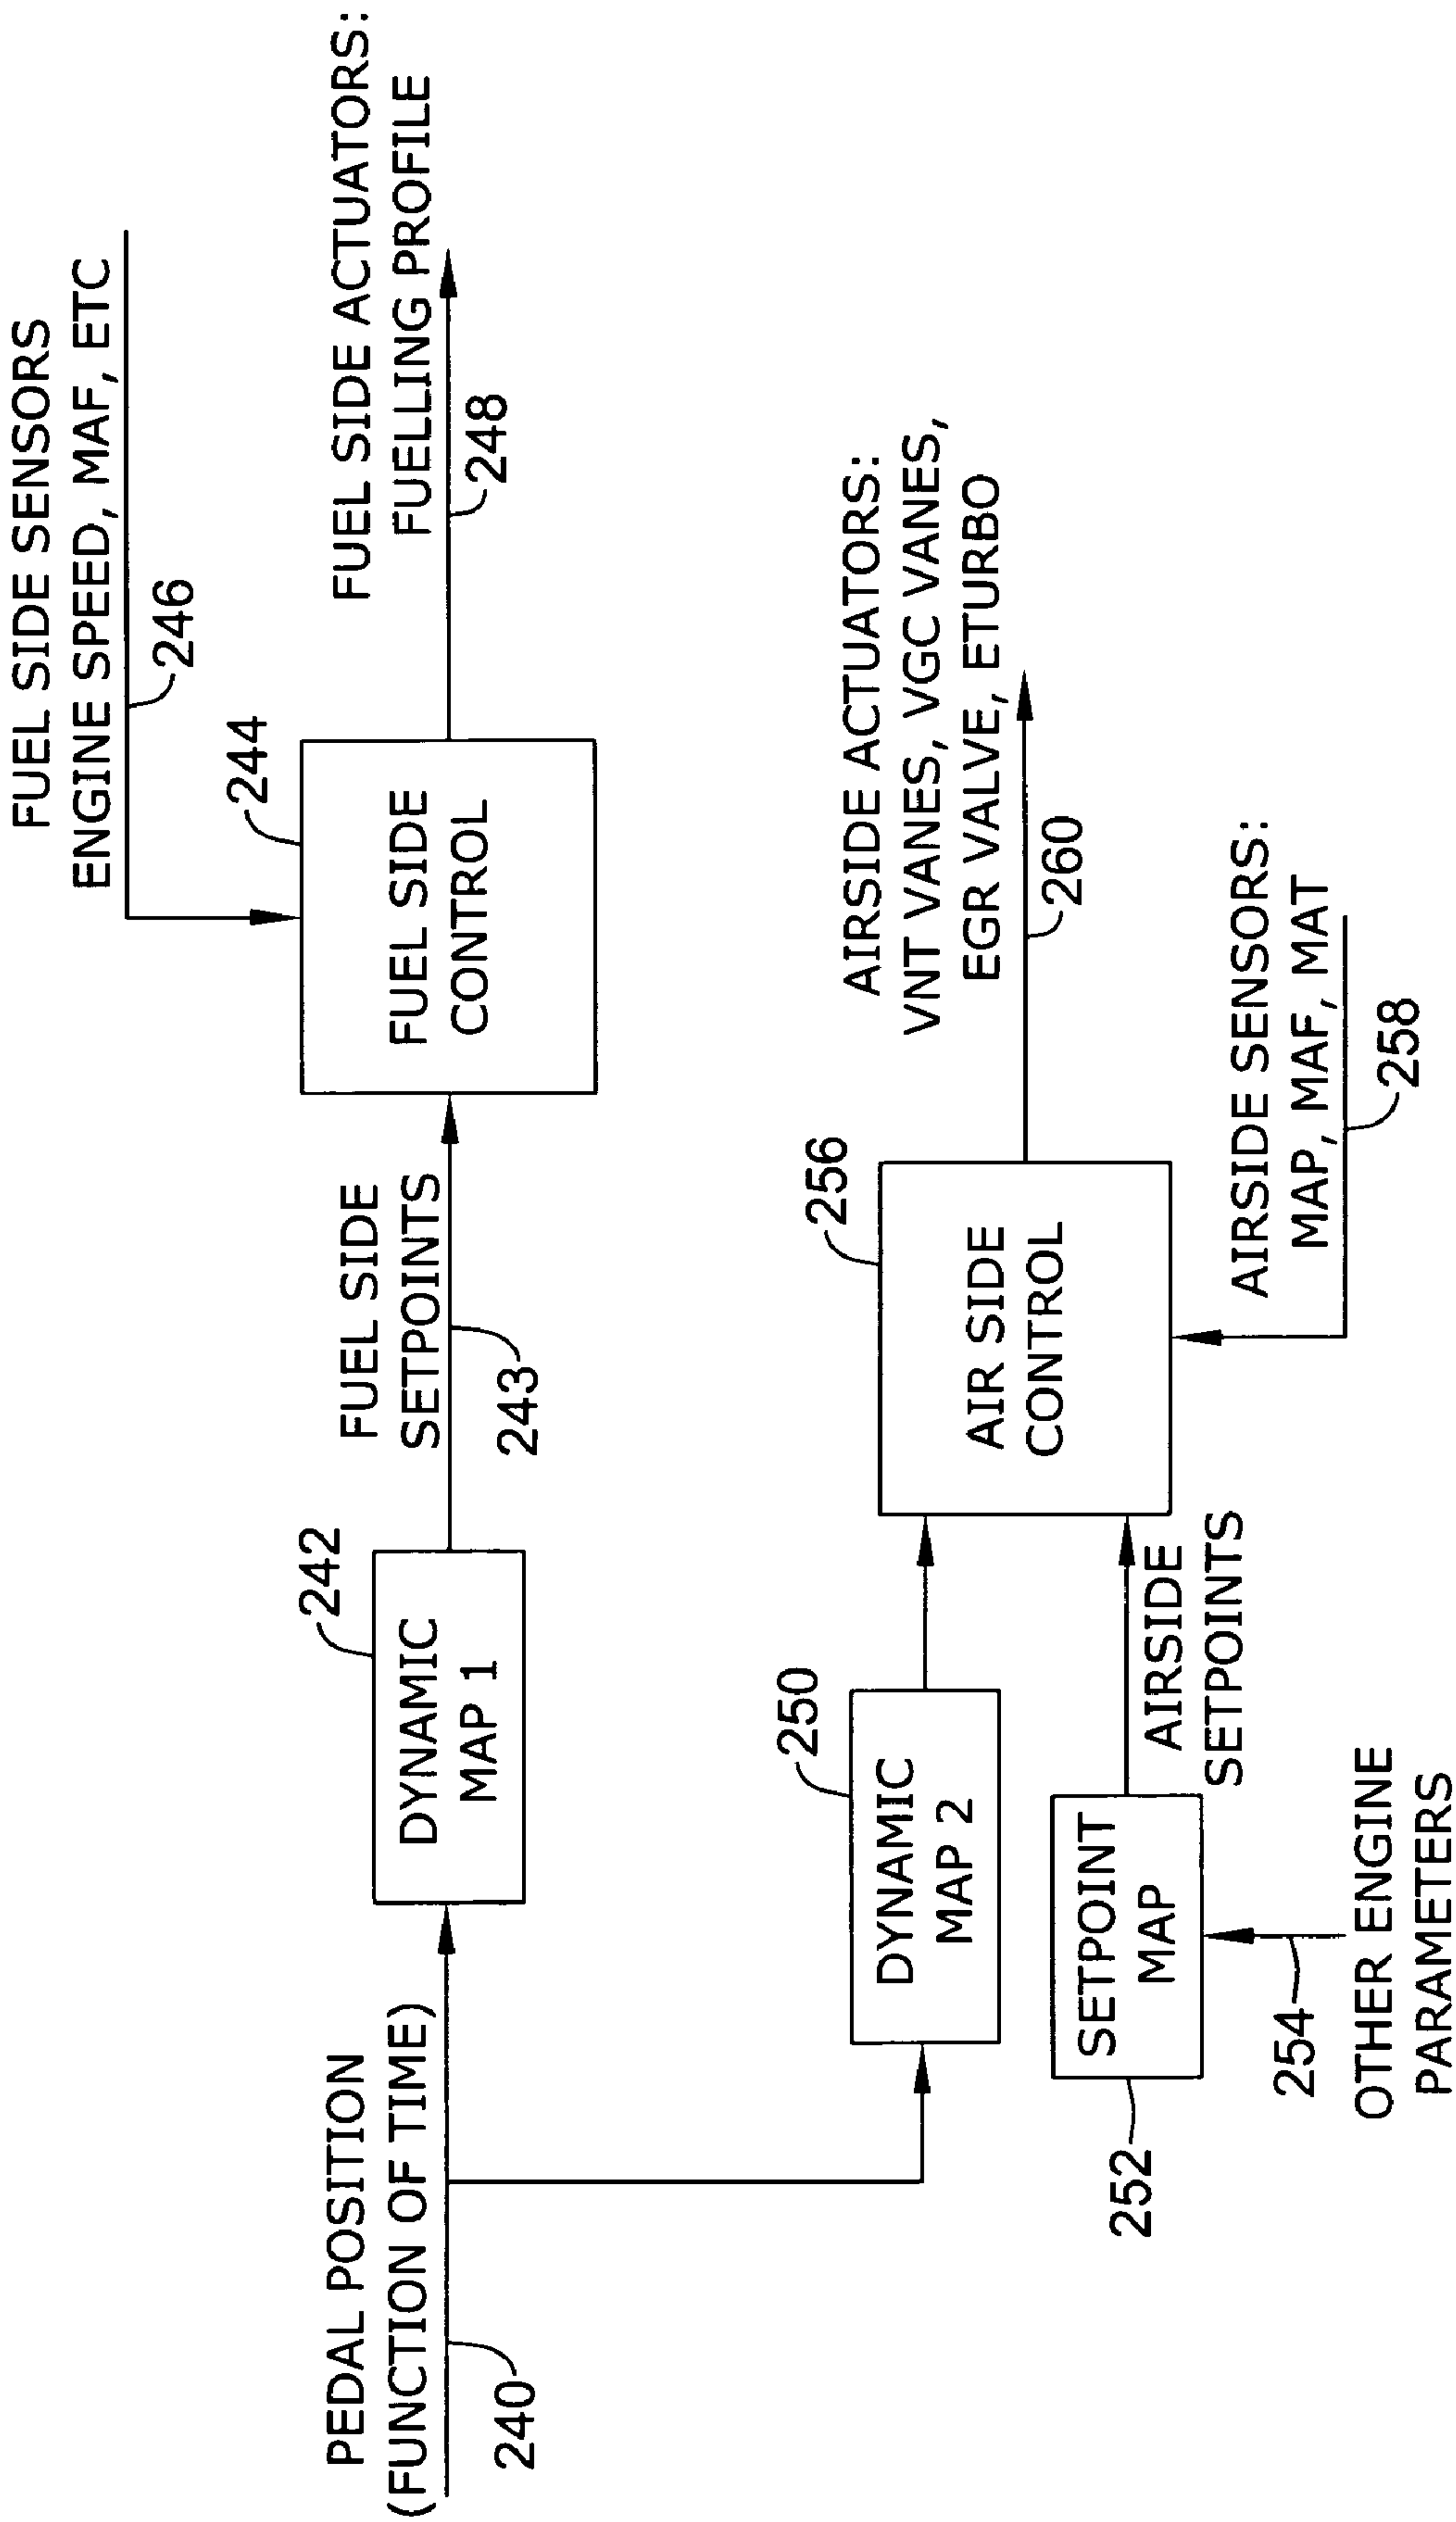 FUEL SIDE SENSORS
ENGINE SPEED, MAF, ETC
246
244
FUEL SIDE
CONTROL
FUEL SIDE ACTUATORS:
FUELLING PROFILE
248
PEDAL POSITION
(FUNCTION OF TIME)
240
242
DYNAMIC
MAP 1
FUEL SIDE
SETPOINTS
243
250
DYNAMIC
MAP 2
256
AIR SIDE
CONTROL
AIRSIDE ACTUATORS:
VNT VANES, VGC VANES,
EGR VALVE, ETURBO
260
252
SETPOINT
MAP
AIRSIDE
SETPOINTS
254
OTHER ENGINE
PARAMETERS
AIRSIDE SENSORS:
MAP, MAF, MAT
258